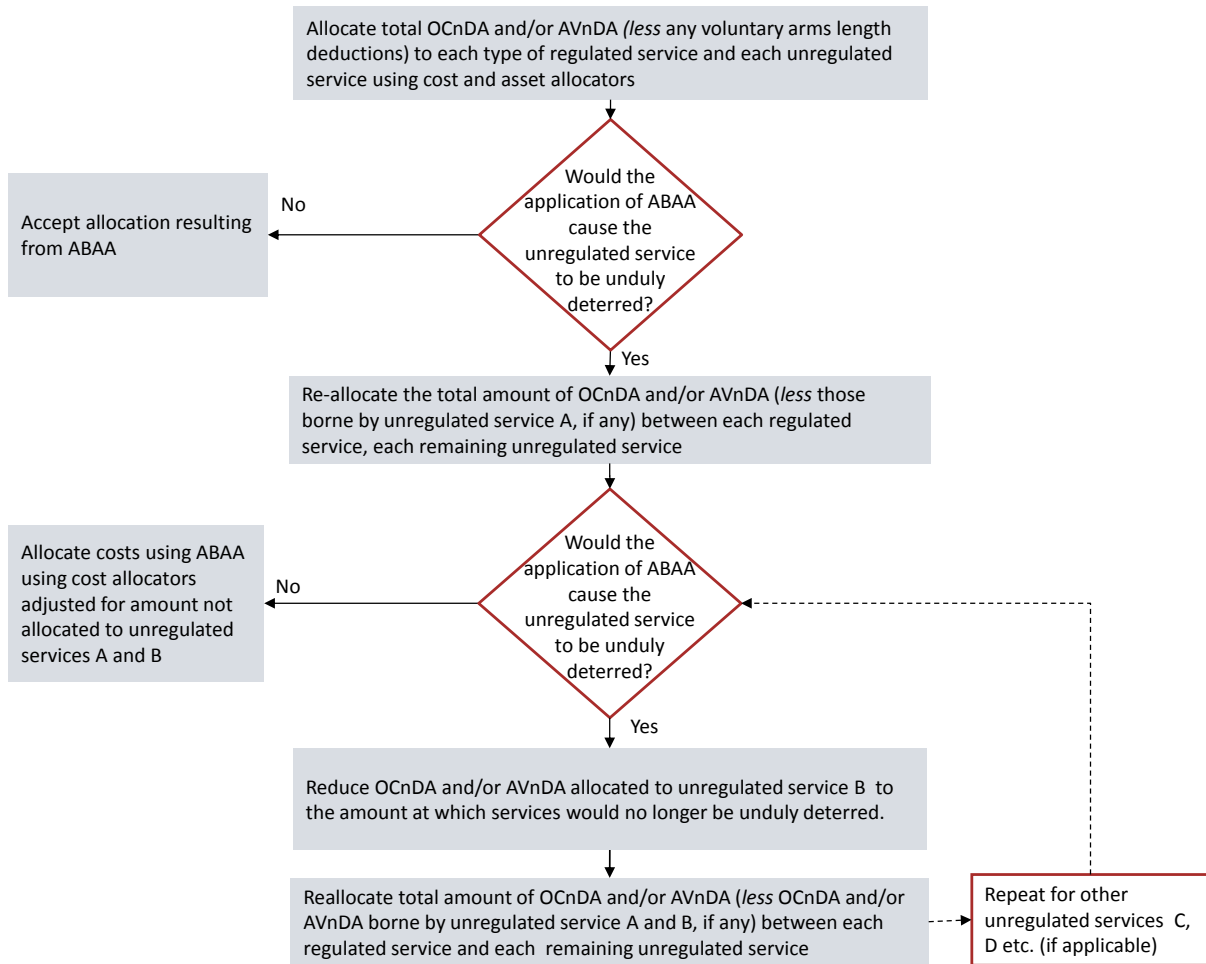 Allocate total OCnDA and/or AVnDA (less any voluntary arms length
deductions) to each type of regulated service and each unregulated
service using cost and asset allocators
Would the
application of ABAA
cause the
unregulated service
to be unduly
deterred?
No
Accept allocation resulting
from ABAA
Yes
Re-allocate the total amount of OCnDA and/or AVnDA (less those
borne by unregulated service A, if any) between each regulated
service, each remaining unregulated service
Would the
application of ABAA
cause the
unregulated service
to be unduly
deterred?
No
Allocate costs using ABAA
using cost allocators
adjusted for amount not
allocated to unregulated
services A and B
Yes
Reduce OCnDA and/or AVnDA allocated to unregulated service B to
the amount at which services would no longer be unduly deterred.
Reallocate total amount of OCnDA and/or AVnDA (less OCnDA and/or
AVnDA borne by unregulated service A and B, if any) between each
regulated service and each remaining unregulated service
Repeat for other
unregulated services C,
D etc. (if applicable)